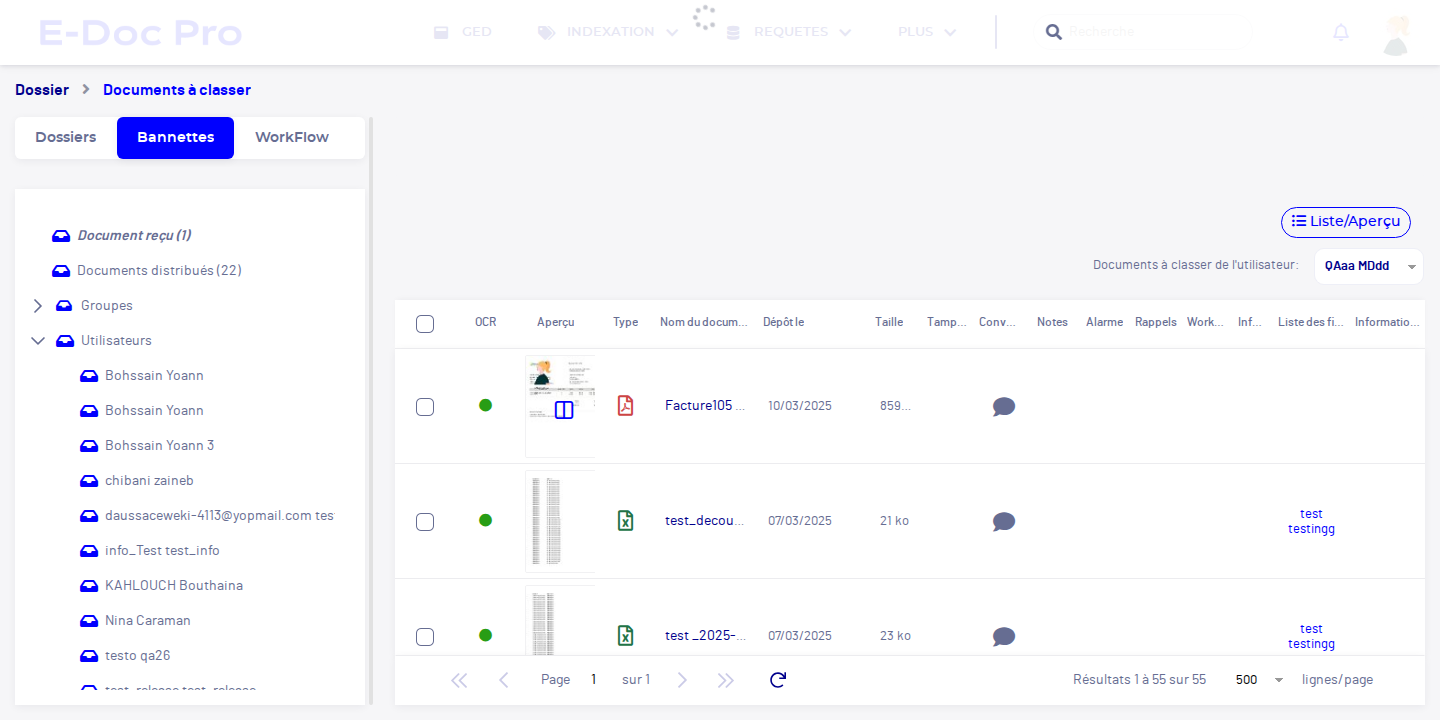 E-Doc Pro
GED
INDEXATION
REQUETES
PLUS
Recherche
Dossier > Documents à classer
Dossiers
Bannettes
WorkFlow
Document reçu (1)
Documents distribués (22)
Groupes
Utilisateurs
Bohssain Yoann
Bohssain Yoann
Bohssain Yoann 3
chibani zaineb
daussaceweki-4113@yopmail.com tes
info_Test test_info
KAHLOUCH Bouthaina
Nina Caraman
testo qa26
test_release test_release
Liste/Aperçu
Documents à classer de l'utilisateur: QAaa MDdd
OCR Aperçu Type Nom du docum... Dépôt le Taille Tamp... Conv... Notes Alarme Rappels Work... Inf... Liste des fi... Informatio...
Facture105 ... 10/03/2025 859...
test_decou... 07/03/2025 21 ko test
testingg
test _2025-... 07/03/2025 23 ko test
testingg
Page 1 sur 1
Résultats 1 à 55 sur 55 500 lignes/page